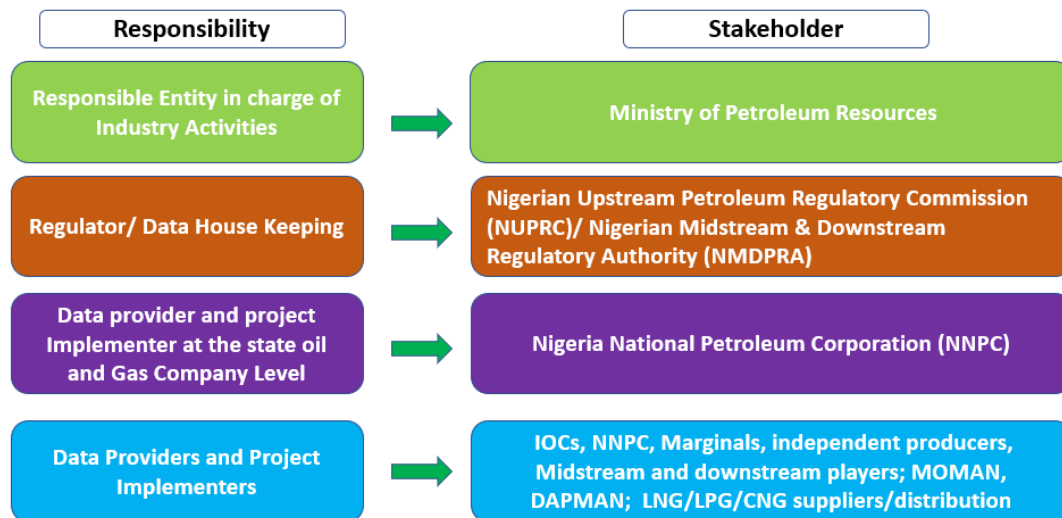 Responsibility
Stakeholder
Responsible Entity in charge of
Industry Activities
Ministry of Petroleum Resources
Regulator/ Data House Keeping
Nigerian Upstream Petroleum Regulatory Commission
(NUPRC)/ Nigerian Midstream & Downstream
Regulatory Authority (NMDPRA)
Data provider and project
Implementer at the state oil
and Gas Company Level
Nigeria National Petroleum Corporation (NNPC)
Data Providers and Project
Implementers
IOCs, NNPC, Marginals, independent producers,
Midstream and downstream players; MOMAN,
DAPMAN; LNG/LPG/CNG suppliers/distribution